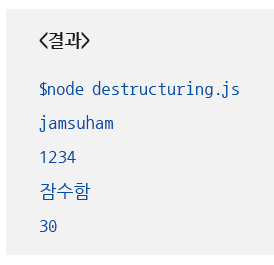 <결과>
$node destructuring.js
jamsuham
1234
잠수함
30